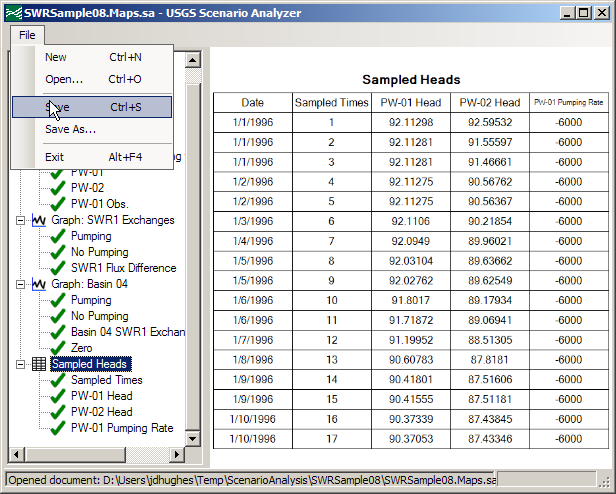 SWRSample08.Maps.sa - USGS Scenario Analyzer
File
New Ctrl+N
Open... Ctrl+O
Save Ctrl+S
Save As...
Exit Alt+F4
PW-01
PW-02
PW-01 Obs.
Graph: SWR1 Exchanges
Pumping
No Pumping
SWR1 Flux Difference
Graph: Basin 04
Pumping
No Pumping
Basin 04 SWR1 Exchan
Zero
Sampled Heads
Sampled Times
PW-01 Head
PW-02 Head
PW-01 Pumping Rate
Sampled Heads
Date Sampled Times PW-01 Head PW-02 Head PW-01 Pumping Rate
1/1/1996 1 92.11298 92.59532 -6000
1/1/1996 2 92.11281 91.55597 -6000
1/1/1996 3 92.11281 91.46661 -6000
1/2/1996 4 92.11275 90.56762 -6000
1/2/1996 5 92.11275 90.56367 -6000
1/3/1996 6 92.1106 90.21854 -6000
1/4/1996 7 92.0949 89.96021 -6000
1/5/1996 8 92.03104 89.63662 -6000
1/5/1996 9 92.02762 89.62549 -6000
1/6/1996 10 91.8017 89.17934 -6000
1/6/1996 11 91.71872 89.06941 -6000
1/7/1996 12 91.19952 88.51305 -6000
1/8/1996 13 90.60783 87.8181 -6000
1/9/1996 14 90.41801 87.51606 -6000
1/9/1996 15 90.41555 87.51181 -6000
1/10/1996 16 90.37339 87.43845 -6000
1/10/1996 17 90.37053 87.43346 -6000
Opened document: D:\Users\jdhughes\Temp\ScenarioAnalysis\SWRSample08\SWRSample08.Maps.sa